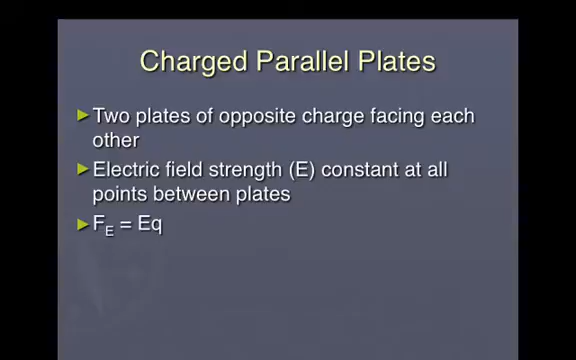 Charged Parallel Plates
Two plates of opposite charge facing each
other
Electric field strength (E) constant at all
points between plates
F_E = Eq